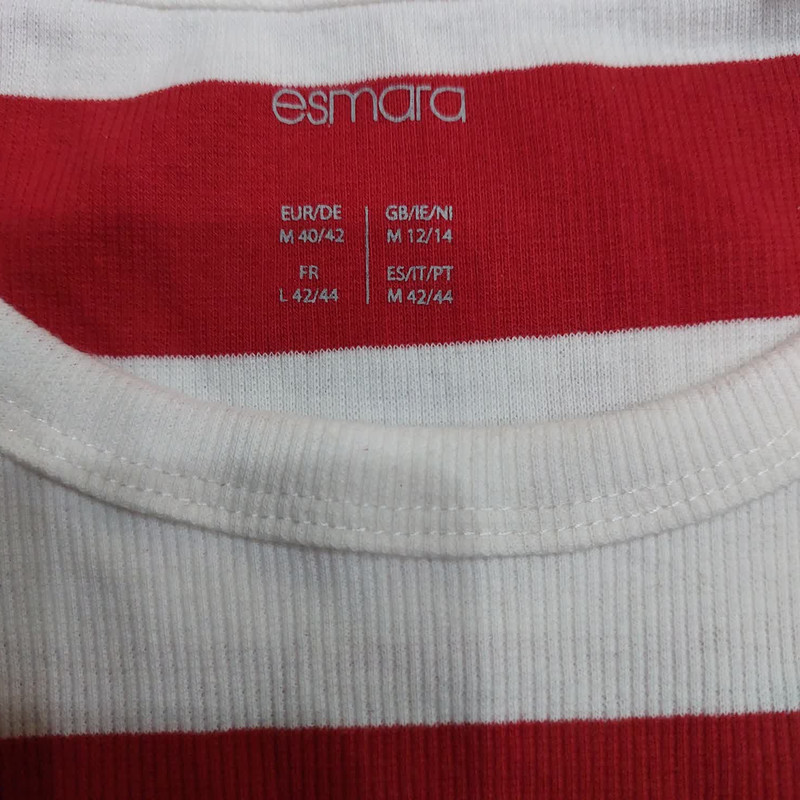 esmara
EUR/DE
M 40/42
GB/IE/NI
M 12/14
FR
L 42/44
ES/IT/PT
M 42/44